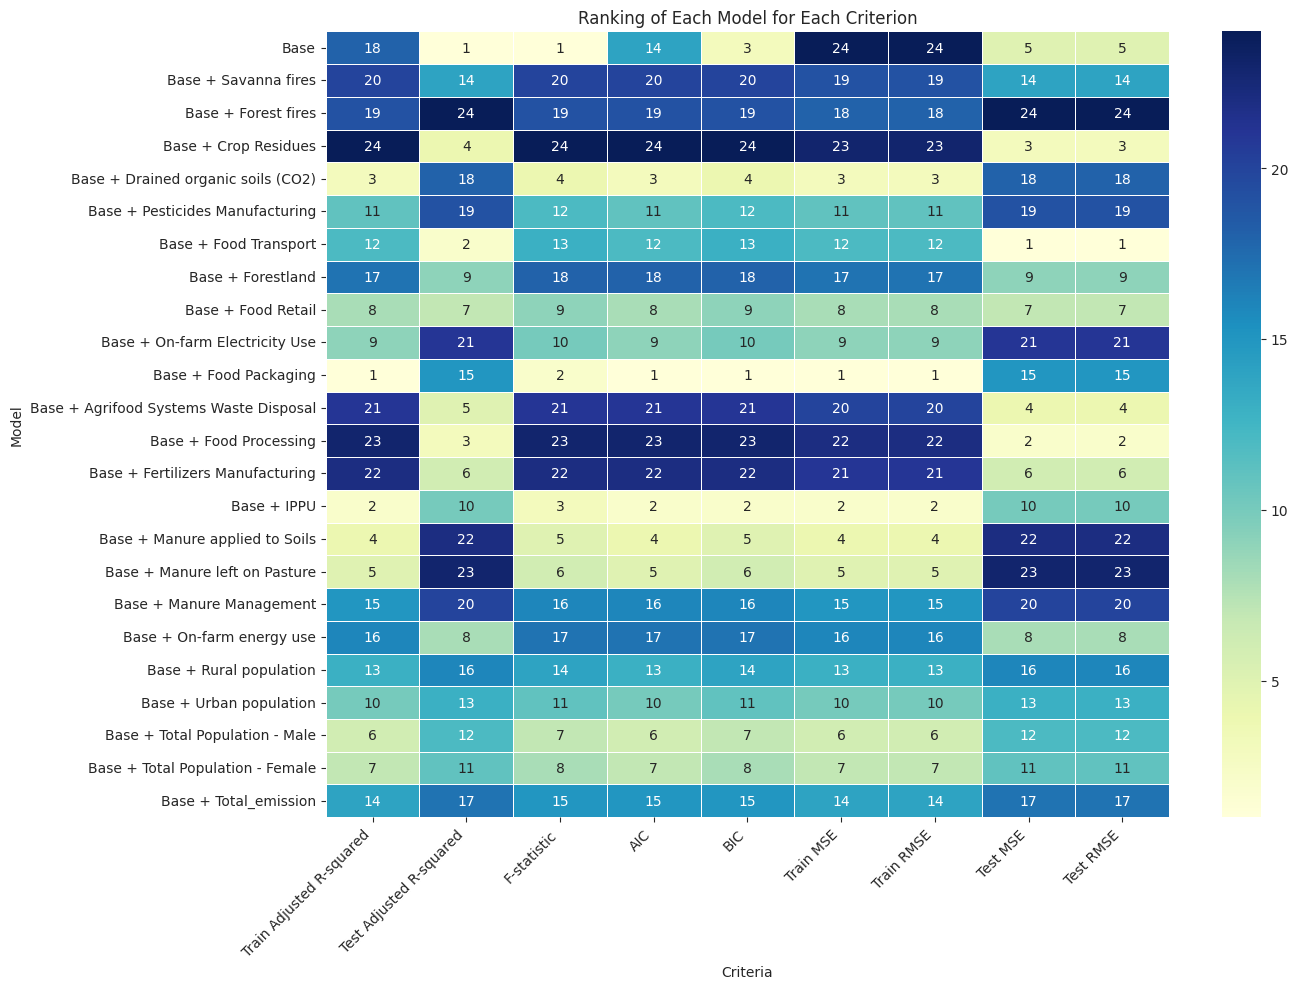 Ranking of Each Model for Each Criterion
Model
Base 18 1 1 14 3 24 24 5 5
Base + Savanna fires 20 14 20 20 20 19 19 14 14
Base + Forest fires 19 24 19 19 19 18 18 24 24
Base + Crop Residues 24 4 24 24 24 23 23 3 3
Base + Drained organic soils (CO2) 3 18 4 3 4 3 3 18 18
Base + Pesticides Manufacturing 11 19 12 11 12 11 11 19 19
Base + Food Transport 12 2 13 12 13 12 12 1 1
Base + Forestland 17 9 18 18 18 17 17 9 9
Base + Food Retail 8 7 9 8 9 8 8 7 7
Base + On-farm Electricity Use 9 21 10 9 10 9 9 21 21
Base + Food Packaging 1 15 2 1 1 1 1 15 15
Base + Agrifood Systems Waste Disposal 21 5 21 21 21 20 20 4 4
Base + Food Processing 23 3 23 23 23 22 22 2 2
Base + Fertilizers Manufacturing 22 6 22 22 22 21 21 6 6
Base + IPPU 2 10 3 2 2 2 2 10 10
Base + Manure applied to Soils 4 22 5 4 5 4 4 22 22
Base + Manure left on Pasture 5 23 6 5 6 5 5 23 23
Base + Manure Management 15 20 16 16 16 15 15 20 20
Base + On-farm energy use 16 8 17 17 17 16 16 8 8
Base + Rural population 13 16 14 13 14 13 13 16 16
Base + Urban population 10 13 11 10 11 10 10 13 13
Base + Total Population - Male 6 12 7 6 7 6 6 12 12
Base + Total Population - Female 7 11 8 7 8 7 7 11 11
Base + Total_emission 14 17 15 15 15 14 14 17 17
Train Adjusted R-squared
Test Adjusted R-squared
F-statistic
AIC
BIC
Train MSE
Train RMSE
Test MSE
Test RMSE
Criteria
20
15
10
5